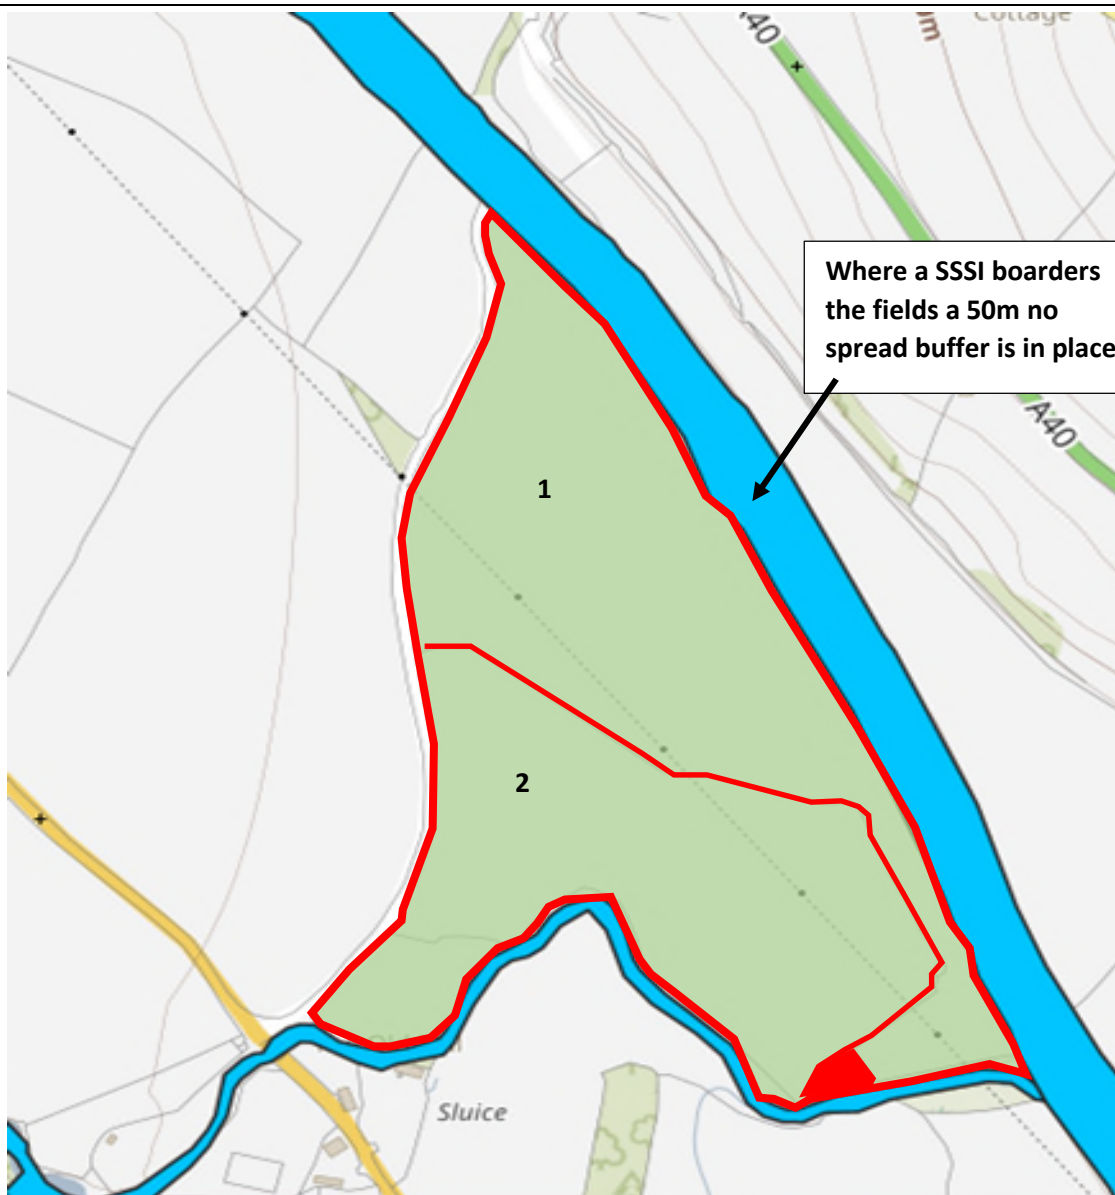 A40
m
Cottage
Where a SSSI boarders
the fields a 50m no
spread buffer is in place
A40
1
2
Sluice